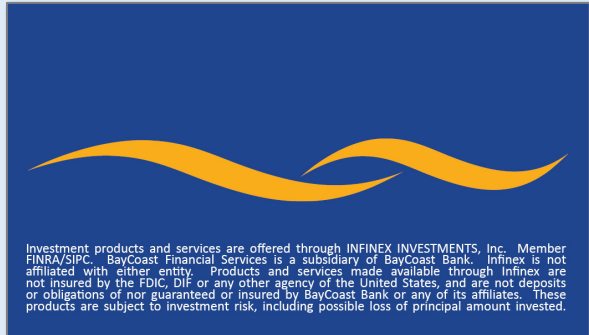 Investment products and services are offered through INFINEX INVESTMENTS, Inc. Member
FINRA/SIPC. BayCoast Financial Services is a subsidiary of BayCoast Bank. Infinex is not
affiliated with either entity. Products and services made available through Infinex are
not insured by the FDIC, DIF or any other agency of the United States, and are not deposits
or obligations of nor guaranteed or insured by BayCoast Bank or any of its affiliates. These
products are subject to investment risk, including possible loss of principal amount invested.